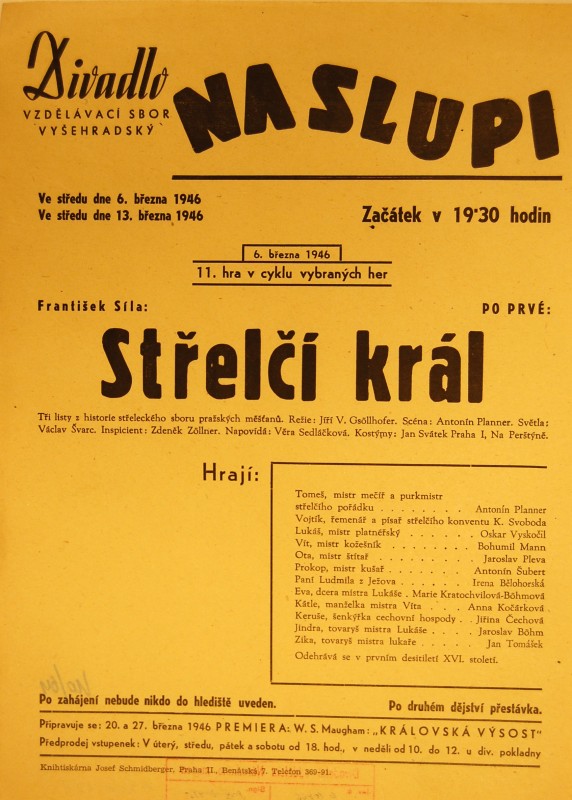 Divadlo
VZDĚLÁVACÍ SBOR
VYŠEHRADSKÝ
NA SLUPI
Ve středu dne 6. března 1946
Ve středu dne 13. března 1946
Začátek v 19·30 hodin
6. března 1946
11. hra v cyklu vybraných her
František Síla:
PO PRVÉ:
Střelčí král
Tři listy z historie střeleckého sboru pražských měšťanů. Režie: Jiří V. Gsöllhofer. Scéna: Antonín Planner. Světla:
Václav Švarc. Inspicient: Zdeněk Zöllner. Napovídá: Věra Sedláčková. Kostýmy: Jan Svátek Praha I, Na Perštýně.
Hrají:
Tomeš, mistr mečíř a purkmistr
střelčího pořádku . . . . . . . . Antonín Planner
Vojtík, řemenář a písař střelčího konventu K. Svoboda
Lukáš, mistr platnéřský . . . . . . Oskar Vyskočil
Vít, mistr kožešník . . . . . . . . Bohumil Mann
Ota, mistr štítař . . . . . . . . . Jaroslav Pleva
Prokop, mistr kušař . . . . . . . . Antonín Šubert
Paní Ludmila z Ježova . . . . . . Irena Bělohorská
Eva, dcera mistra Lukáše . Marie Kratochvilová-Böhmová
Kátle, manželka mistra Víta . . . Anna Kočárková
Keruše, šenkýřka cechovní hospody . . Jiřina Čechová
Jindra, tovaryš mistra Lukáše . . . . Jaroslav Böhm
Zika, tovaryš mistra lukaře . . . . . Jan Tomášek
Odehrává se v prvním desítiletí XVI. století.
Po zahájení nebude nikdo do hlediště uveden.
Po druhém dějství přestávka.
Připravuje se: 20. a 27. března 1946 PREMIERA: W. S. Maugham: „KRÁLOVSKÁ VÝSOST"
Předprodej vstupenek: V úterý, středu, pátek a sobotu od 18. hod., v neděli od 10. do 12. u div. pokladny
Knihtiskárna Josef Schmidberger, Praha II., Benátská 7. Telefon 369-91.